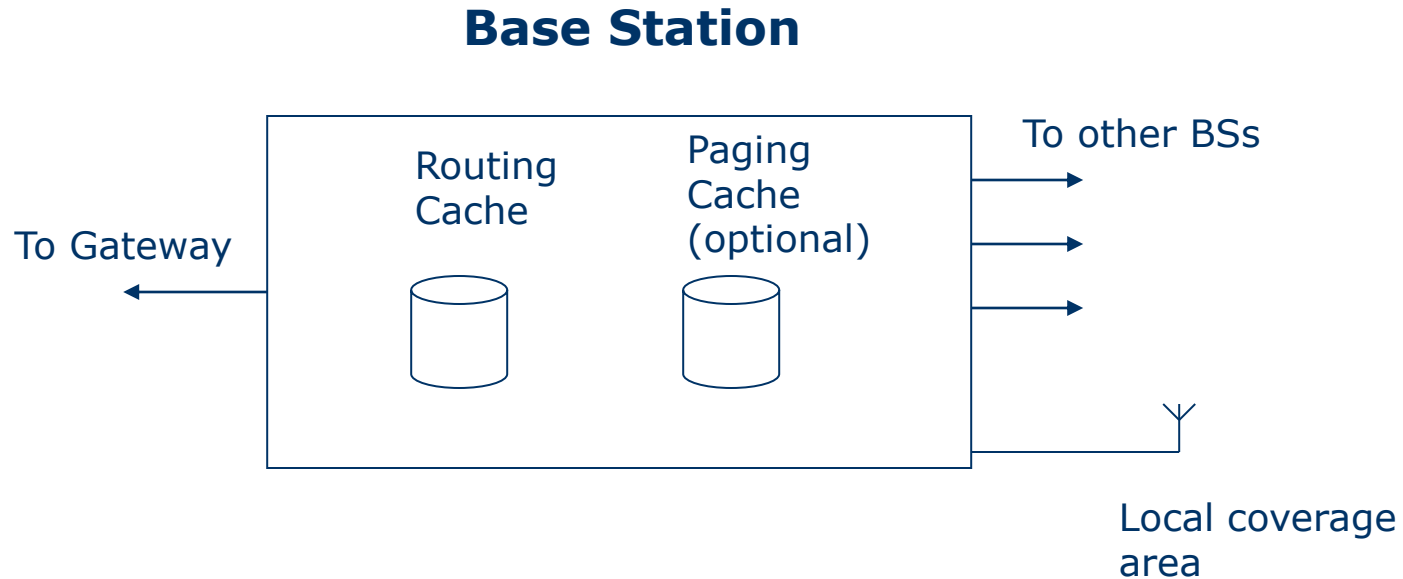 Base Station
To Gateway
Routing
Cache
Paging
Cache
(optional)
To other BSs
Local coverage
area